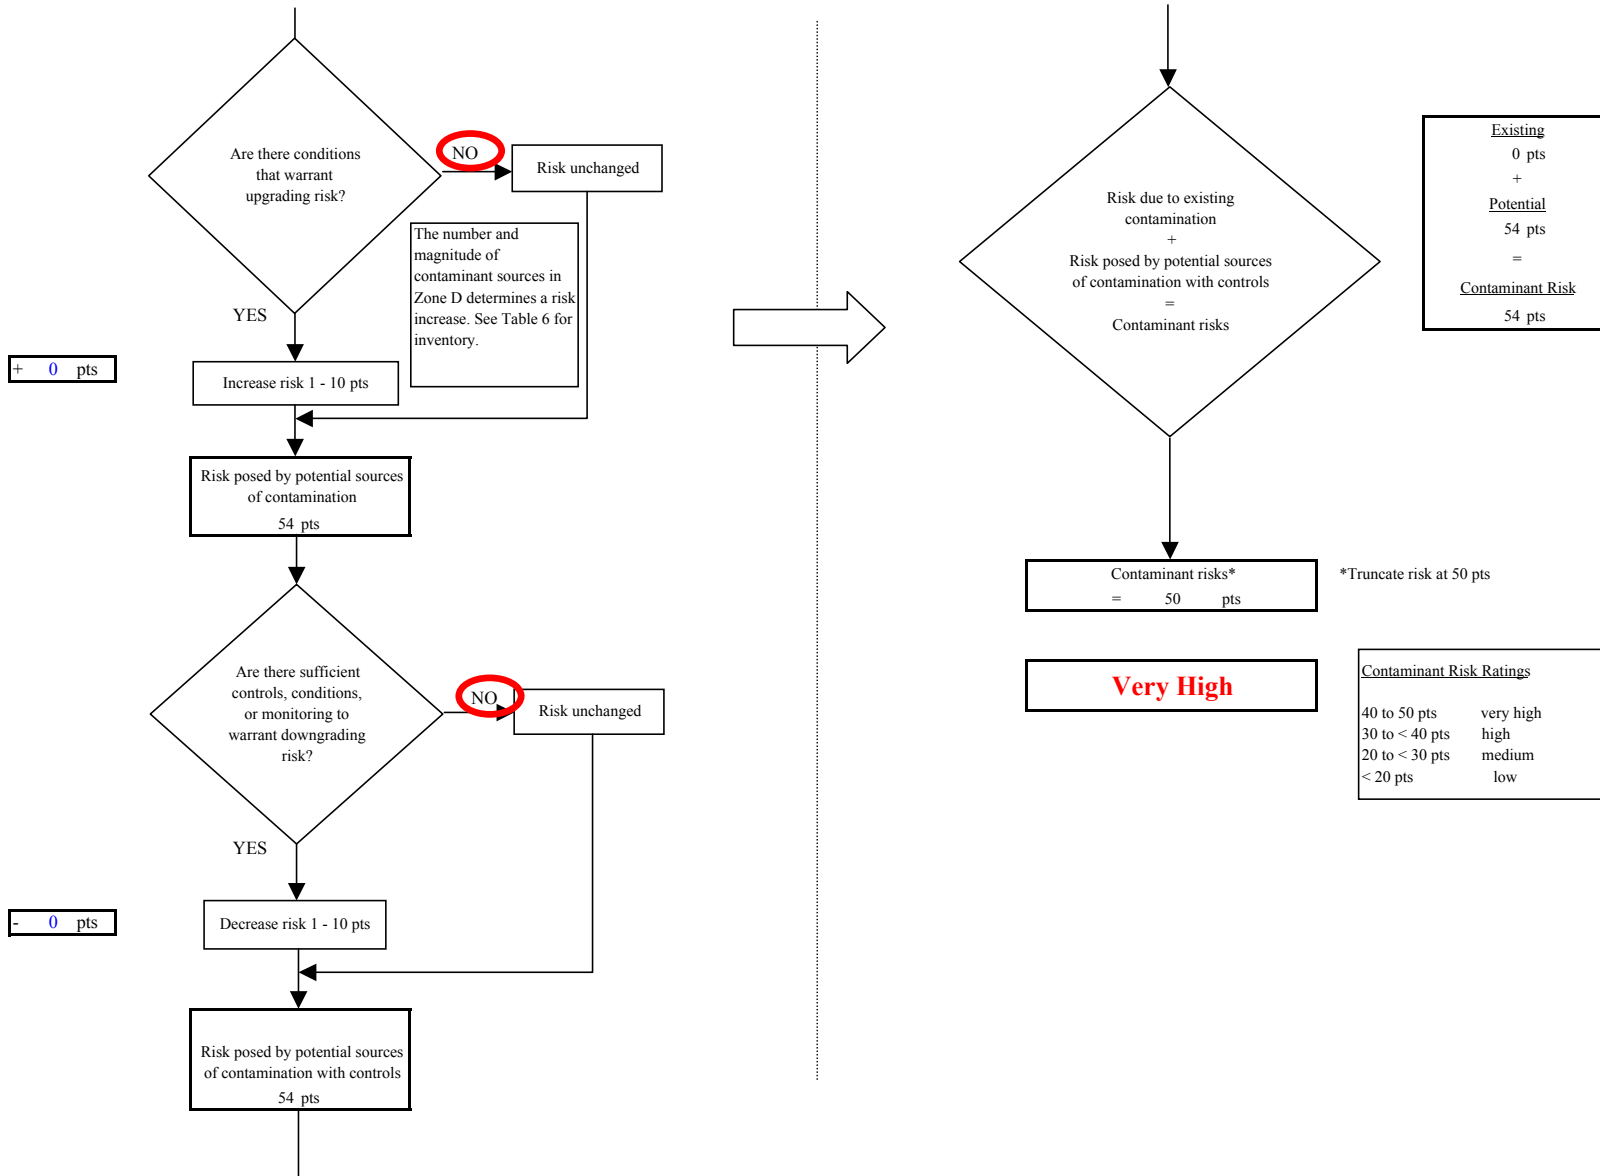 Are there conditions
that warrant
upgrading risk?
NO
Risk unchanged
The number and
magnitude of
contaminant sources in
Zone D determines a risk
increase. See Table 6 for
inventory.
YES
+ 0 pts
Increase risk 1 - 10 pts
Risk posed by potential sources
of contamination
54 pts
Are there sufficient
controls, conditions,
or monitoring to
warrant downgrading
risk?
NO
Risk unchanged
YES
- 0 pts
Decrease risk 1 - 10 pts
Risk posed by potential sources
of contamination with controls
54 pts
Risk due to existing
contamination
+
Risk posed by potential sources
of contamination with controls
=
Contaminant risks
Existing
0 pts
+
Potential
54 pts
=
Contaminant Risk
54 pts
Contaminant risks*
= 50 pts
*Truncate risk at 50 pts
Very High
Contaminant Risk Ratings
40 to 50 pts very high
30 to < 40 pts high
20 to < 30 pts medium
< 20 pts low